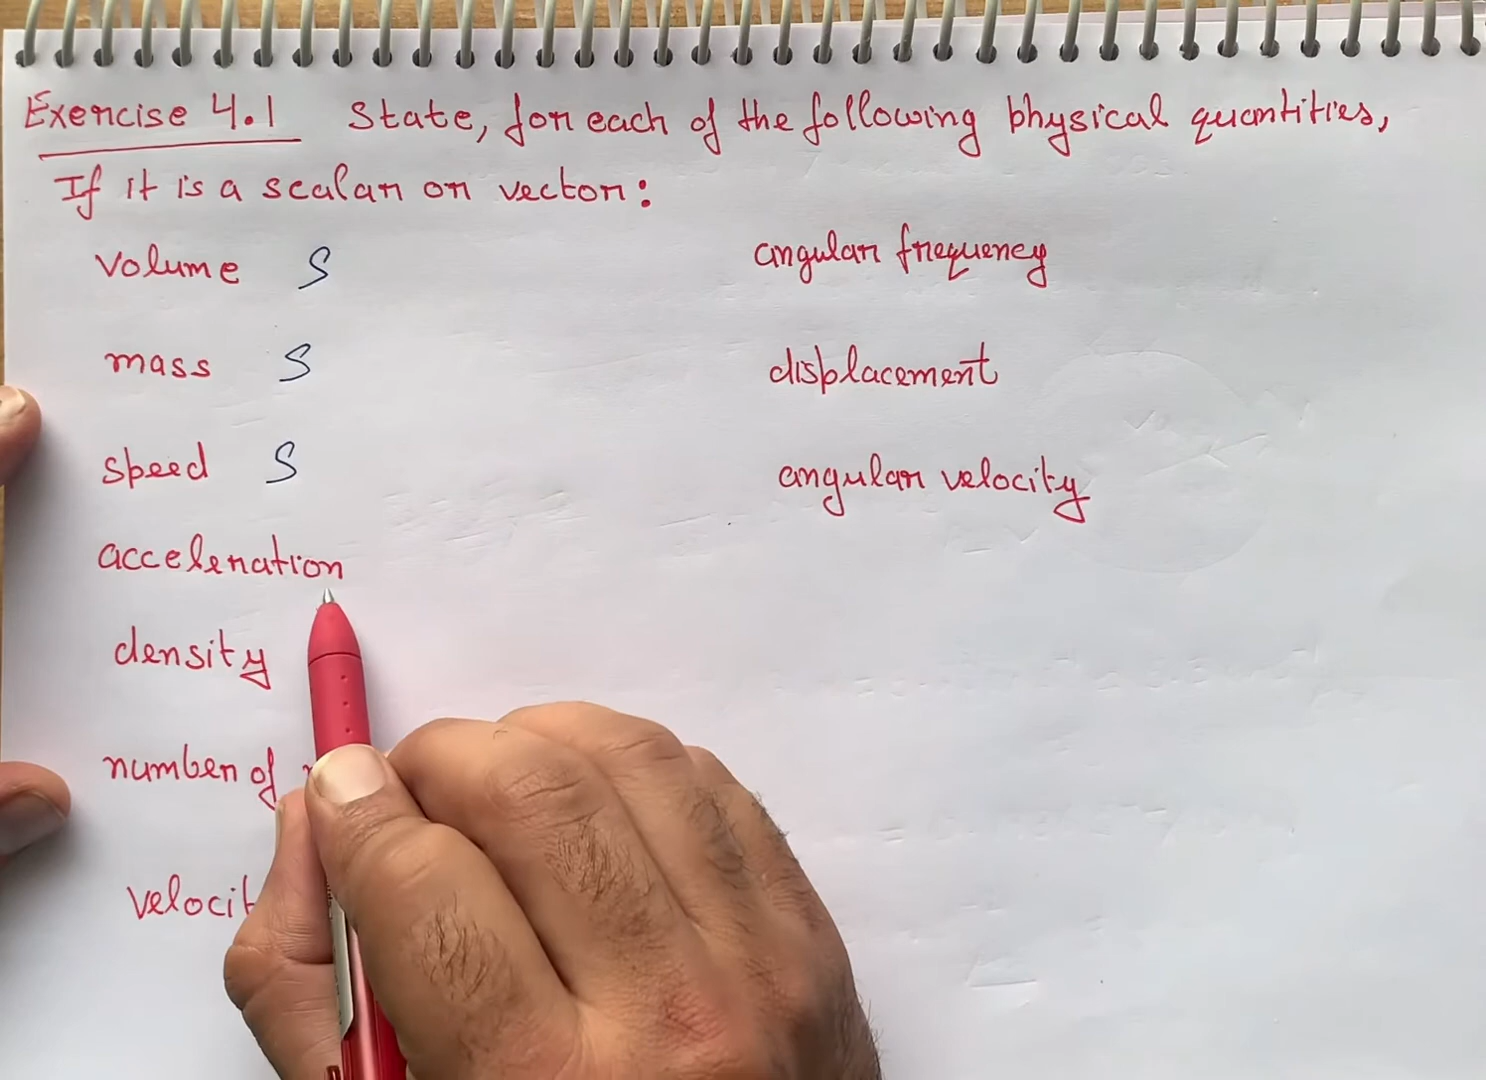 Exercise 4.1 State, for each of the following physical quantities,
If it is a scalar or vector:
volume S
mass S
speed S
acceleration
density
number of
velocit
angular frequency
displacement
angular velocity